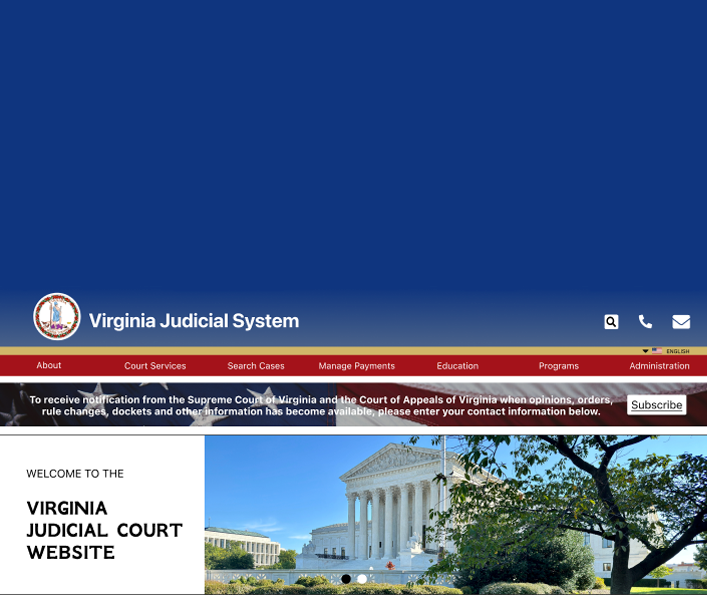 Virginia Judicial System
ENGLISH
About Court Services Search Cases Manage Payments Education Programs Administration
To receive notification from the Supreme Court of Virginia and the Court of Appeals of Virginia when opinions, orders,
rule changes, dockets and other information has become available, please enter your contact information below.
Subscribe
WELCOME TO THE
VIRGINIA
JUDICIAL COURT
WEBSITE